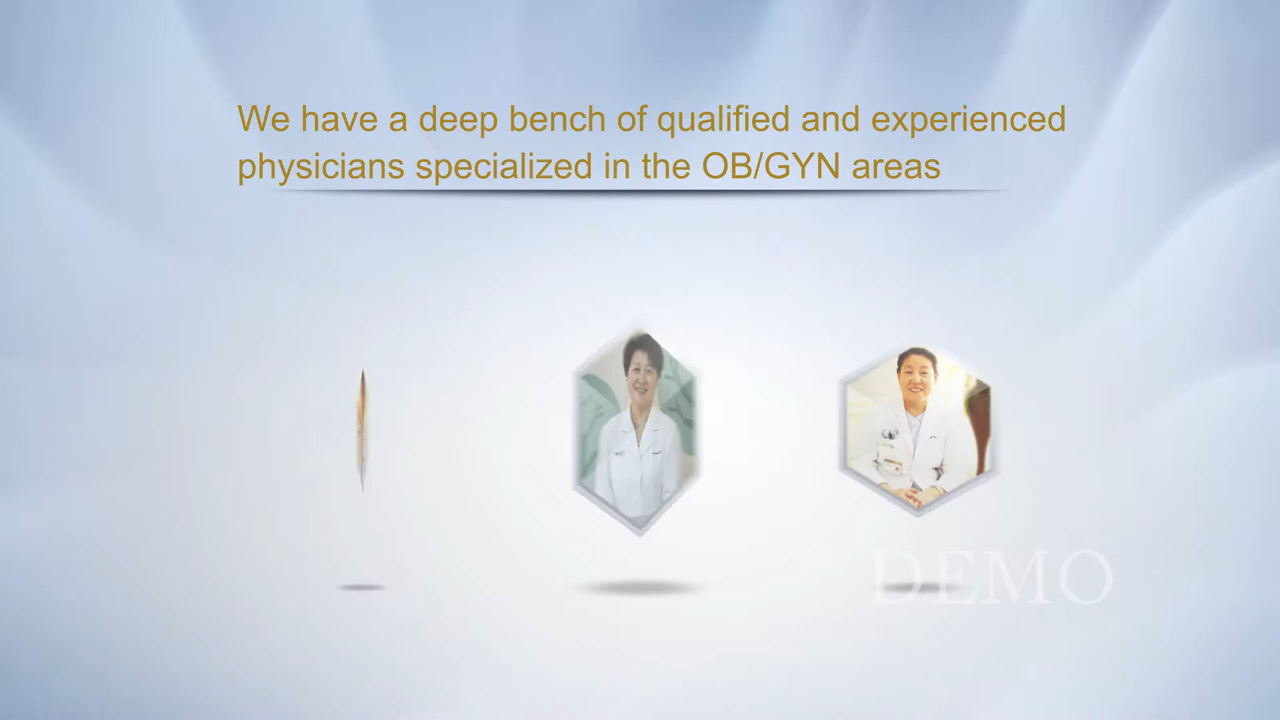 We have a deep bench of qualified and experienced
physicians specialized in the OB/GYN areas
DEMO